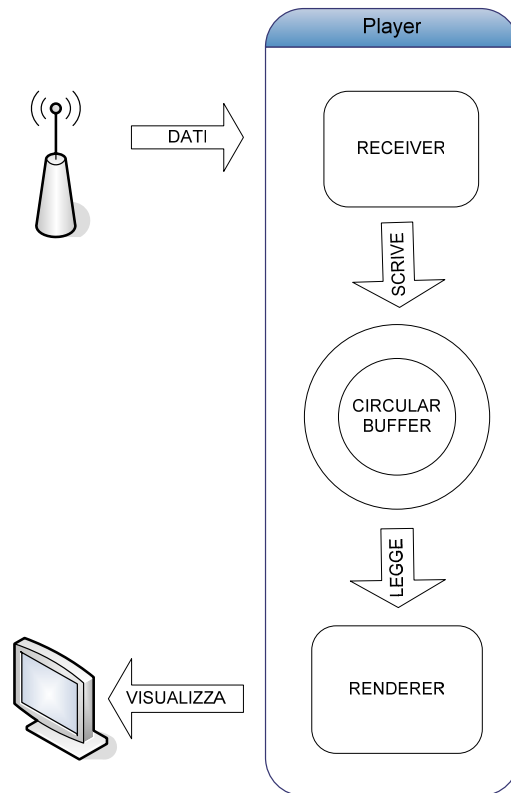 Player
DATI
RECEIVER
SCRIVE
CIRCULAR
BUFFER
LEGGE
VISUALIZZA
RENDERER